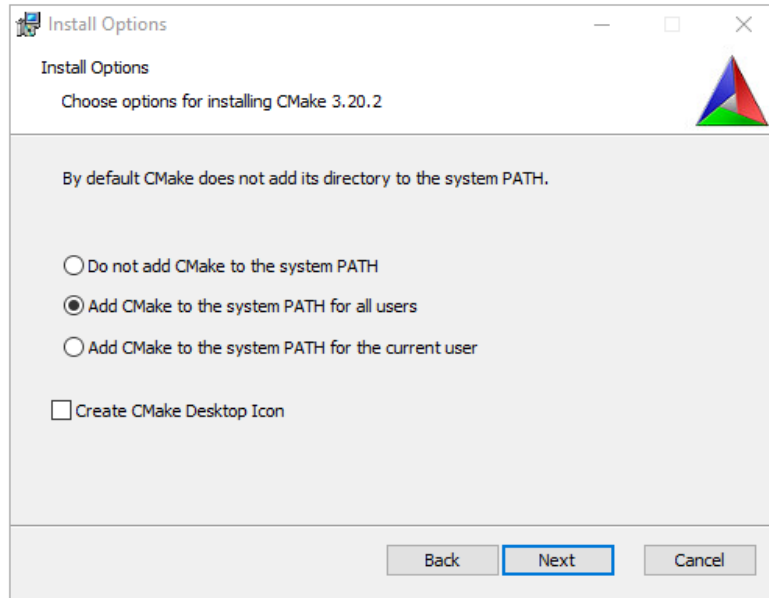 Install Options
Install Options
Choose options for installing CMake 3.20.2
By default CMake does not add its directory to the system PATH.
Do not add CMake to the system PATH
Add CMake to the system PATH for all users
Add CMake to the system PATH for the current user
Create CMake Desktop Icon
Back Next Cancel